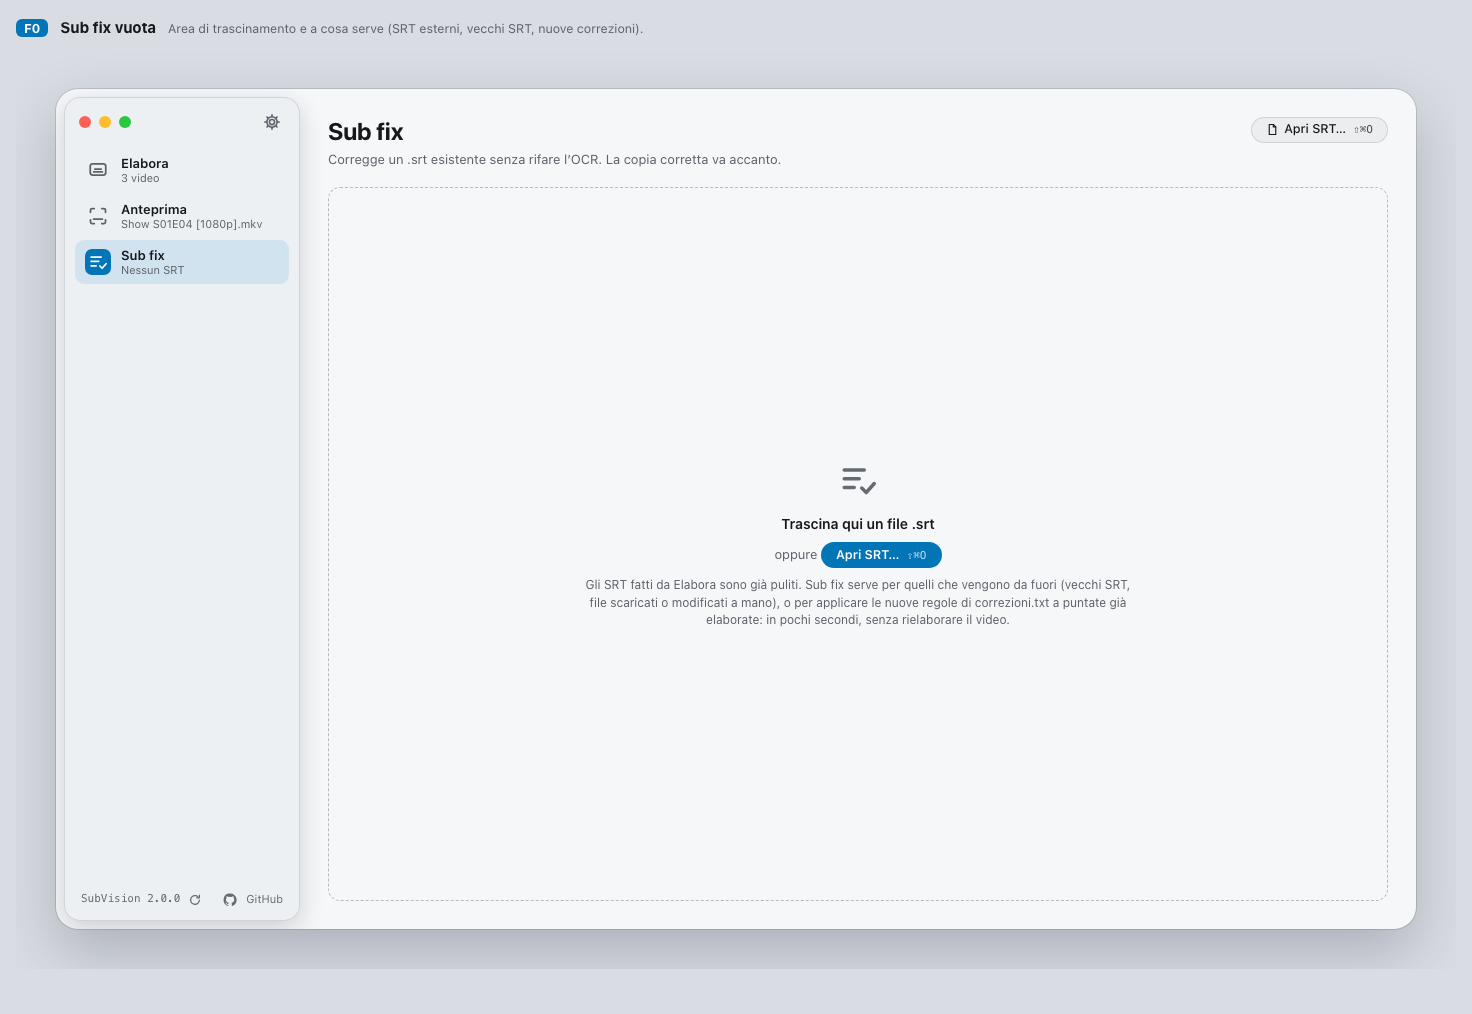 F0 Sub fix vuota Area di trascinamento e a cosa serve (SRT esterni, vecchi SRT, nuove correzioni).
Elabora
3 video
Anteprima
Show S01E04 [1080p].mkv
Sub fix
Nessun SRT
SubVision 2.0.0 GitHub
Sub fix
Corregge un .srt esistente senza rifare l'OCR. La copia corretta va accanto.
Apri SRT... ⇧⌘O
Trascina qui un file .srt
oppure Apri SRT... ⇧⌘O
Gli SRT fatti da Elabora sono già puliti. Sub fix serve per quelli che vengono da fuori (vecchi SRT,
file scaricati o modificati a mano), o per applicare le nuove regole di correzioni.txt a puntate già
elaborate: in pochi secondi, senza rielaborare il video.